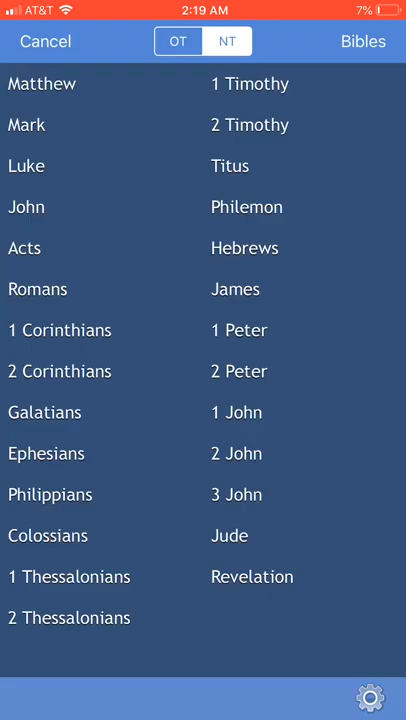 AT&T 2:19 AM 7%
Cancel OT NT Bibles
Matthew
Mark
Luke
John
Acts
Romans
1 Corinthians
2 Corinthians
Galatians
Ephesians
Philippians
Colossians
1 Thessalonians
2 Thessalonians
1 Timothy
2 Timothy
Titus
Philemon
Hebrews
James
1 Peter
2 Peter
1 John
2 John
3 John
Jude
Revelation